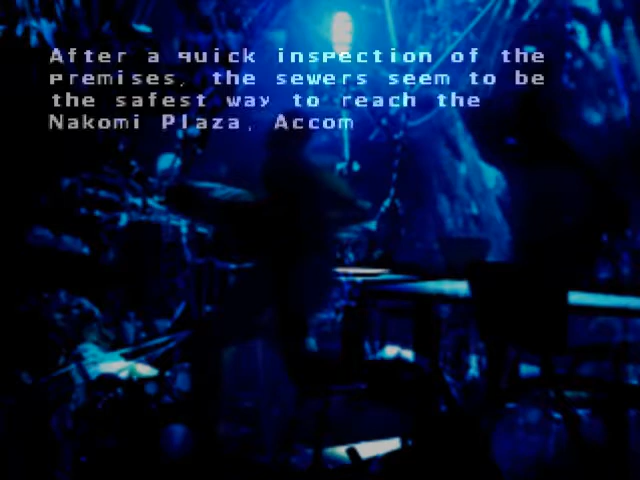 After a quick inspection of the
premises, the sewers seem to be
the safest way to reach the
Nakomi Plaza, Accom